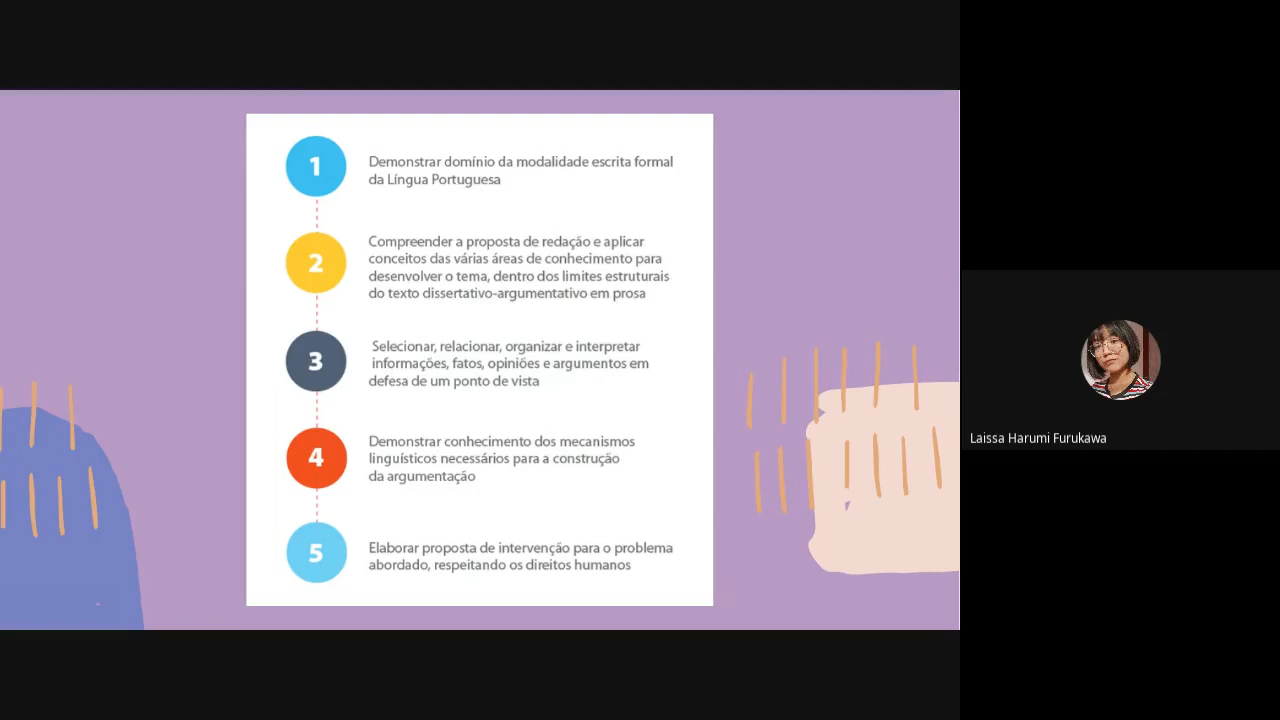 1
Demonstrar domínio da modalidade escrita formal
da Língua Portuguesa
2
Compreender a proposta de redação e aplicar
conceitos das várias áreas de conhecimento para
desenvolver o tema, dentro dos limites estruturais
do texto dissertativo-argumentativo em prosa
3
Selecionar, relacionar, organizar e interpretar
informações, fatos, opiniões e argumentos em
defesa de um ponto de vista
4
Demonstrar conhecimento dos mecanismos
linguísticos necessários para a construção
da argumentação
5
Elaborar proposta de intervenção para o problema
abordado, respeitando os direitos humanos
Laissa Harumi Furukawa